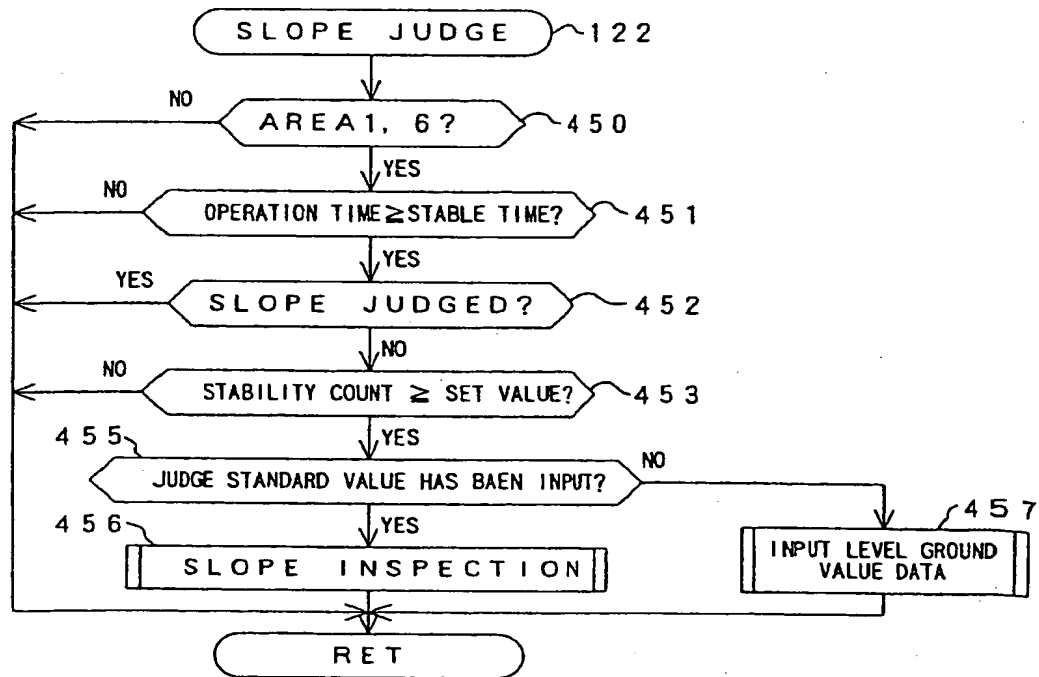 SLOPE JUDGE
122
NO
AREA1, 6?
450
YES
NO
OPERATION TIME≧STABLE TIME?
451
YES
YES
SLOPE JUDGED?
452
NO
NO
STABILITY COUNT ≧ SET VALUE?
453
YES
455
JUDGE STANDARD VALUE HAS BAEN INPUT?
NO
YES
456
SLOPE INSPECTION
457
INPUT LEVEL GROUND
VALUE DATA
RET